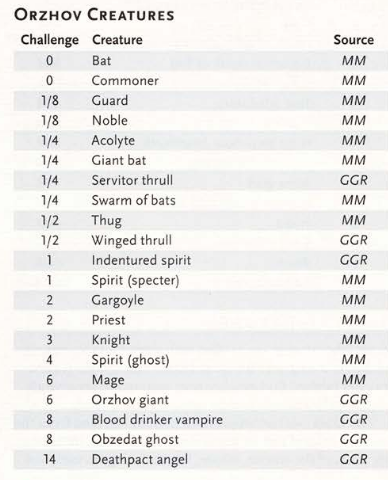 ORZHOV CREATURES
Challenge Creature Source
0 Bat MM
0 Commoner MM
1/8 Guard MM
1/8 Noble MM
1/4 Acolyte MM
1/4 Giant bat MM
1/4 Servitor thrull GGR
1/4 Swarm of bats MM
1/2 Thug MM
1/2 Winged thrull GGR
1 Indentured spirit GGR
1 Spirit (specter) MM
2 Gargoyle MM
2 Priest MM
3 Knight MM
4 Spirit (ghost) MM
6 Mage MM
6 Orzhov giant GGR
8 Blood drinker vampire GGR
8 Obzedat ghost GGR
14 Deathpact angel GGR